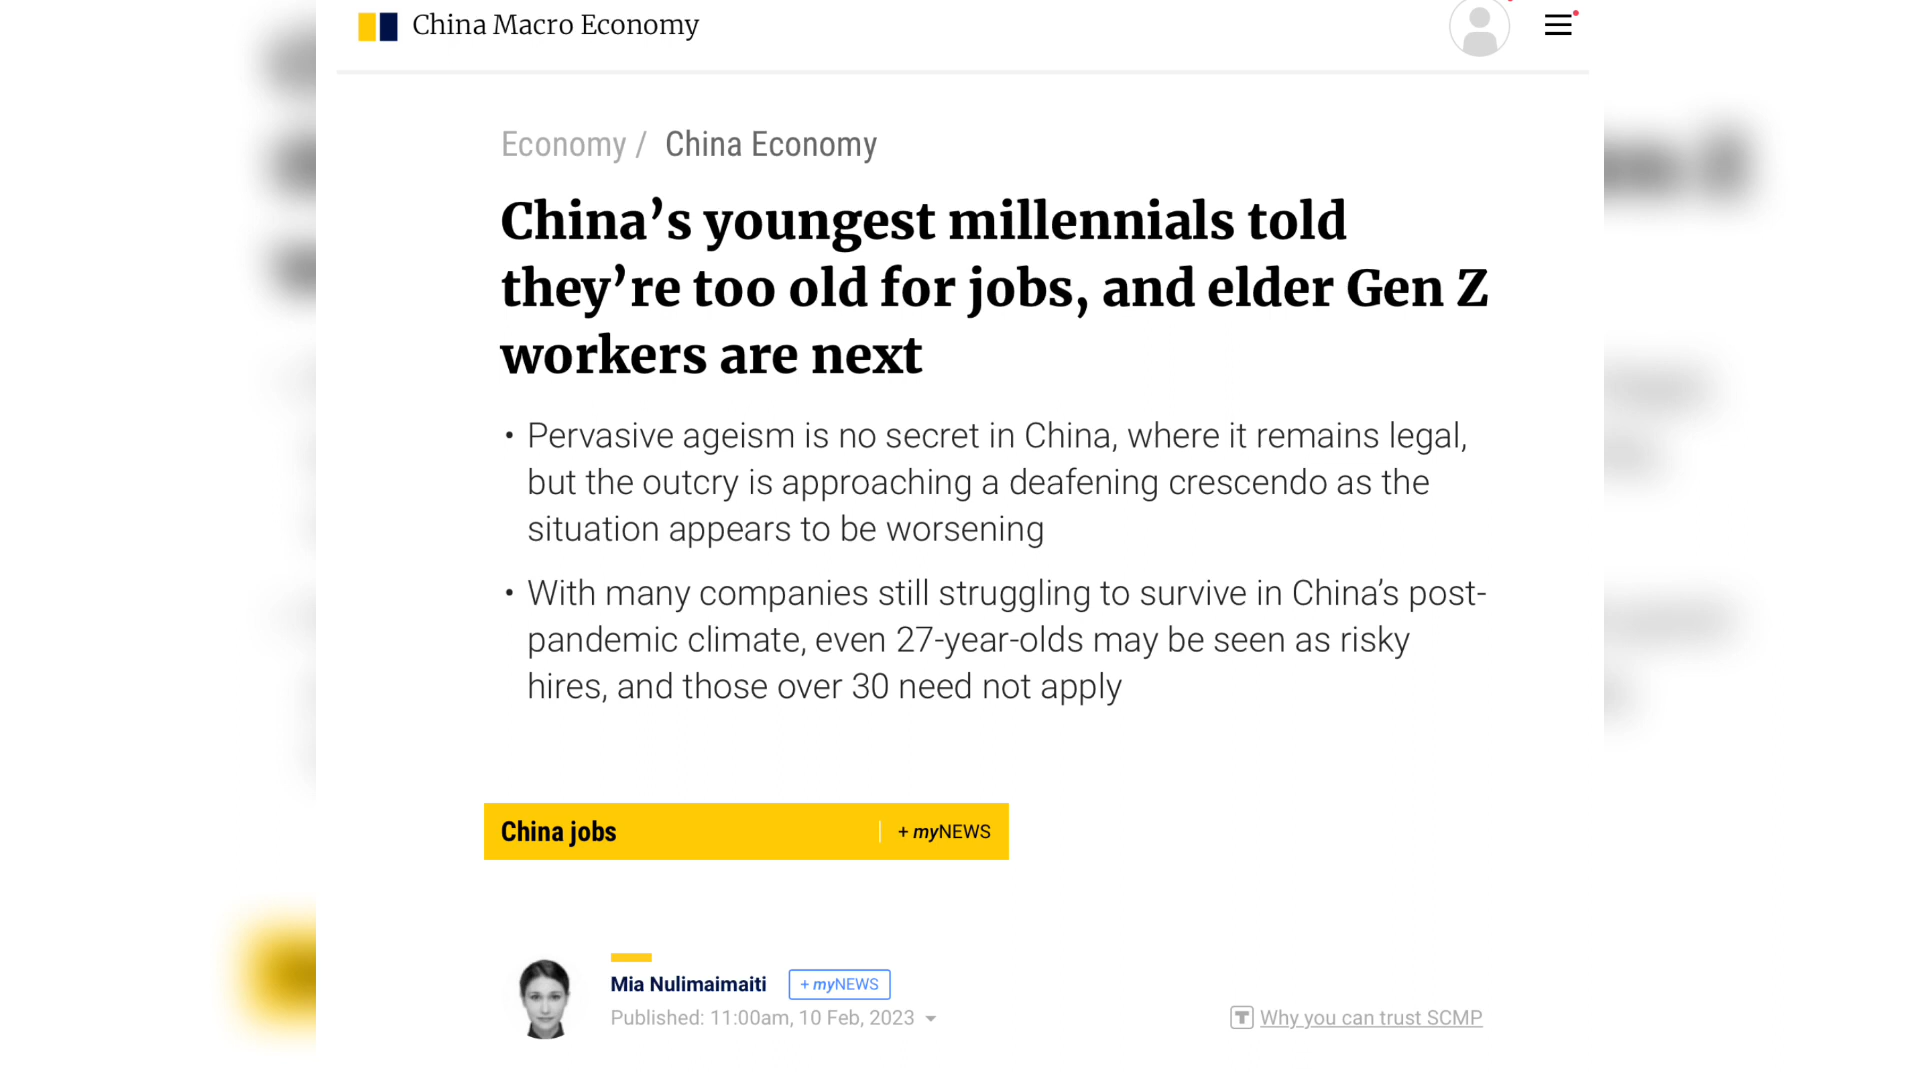 China Macro Economy
Economy / China Economy
China’s youngest millennials told
they’re too old for jobs, and elder Gen Z
workers are next
• Pervasive ageism is no secret in China, where it remains legal,
but the outcry is approaching a deafening crescendo as the
situation appears to be worsening
• With many companies still struggling to survive in China’s post-
pandemic climate, even 27-year-olds may be seen as risky
hires, and those over 30 need not apply
China jobs + myNEWS
Mia Nulimaimaiti + myNEWS
Published: 11:00am, 10 Feb, 2023
T Why you can trust SCMP